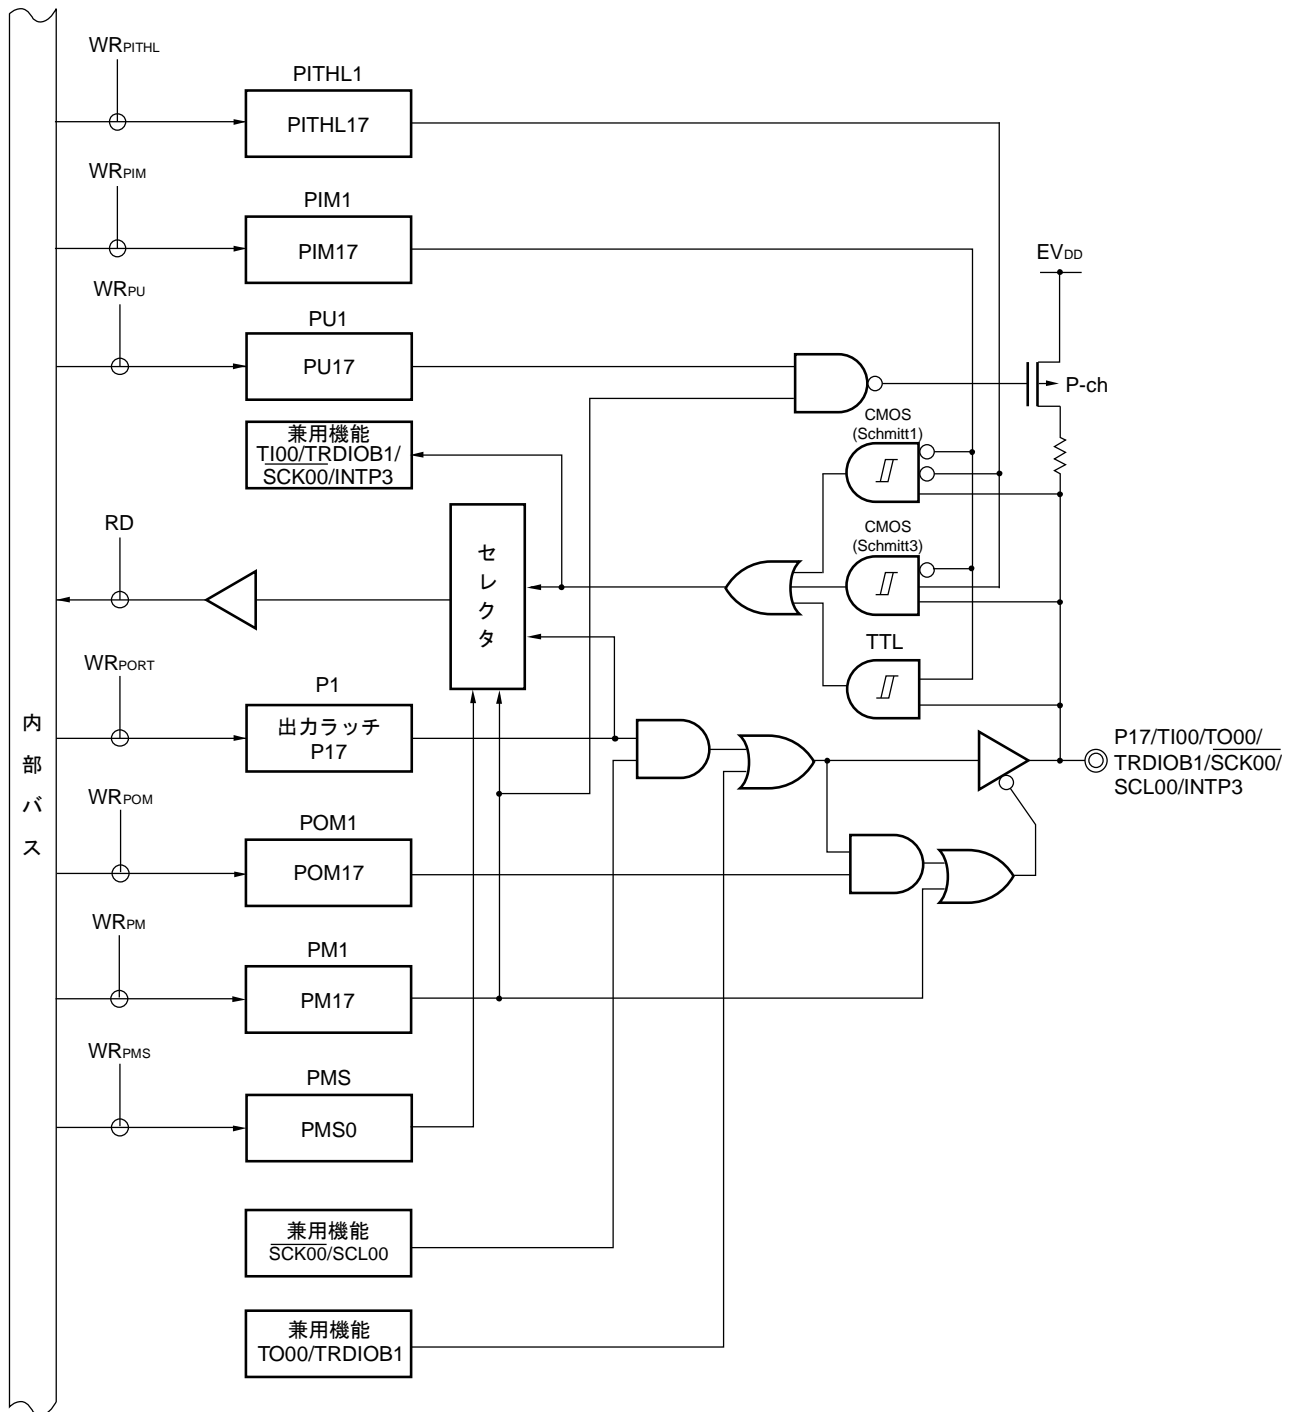 WRPITHL
PITHL1
PITHL17
WRPIM
PIM1
PIM17
EVDD
WRPU
PU1
PU17
P-ch
兼用機能
TI00/TRDIOB1/
SCK00/INTP3
CMOS
(Schmitt1)
RD
セレクタ
CMOS
(Schmitt3)
TTL
WRPORT
P1
出力ラッチ
P17
内部バス
P17/TI00/TO00/
TRDIOB1/SCK00/
SCL00/INTP3
WRPOM
POM1
POM17
WRPM
PM1
PM17
WRPMS
PMS
PMS0
兼用機能
SCK00/SCL00
兼用機能
TO00/TRDIOB1